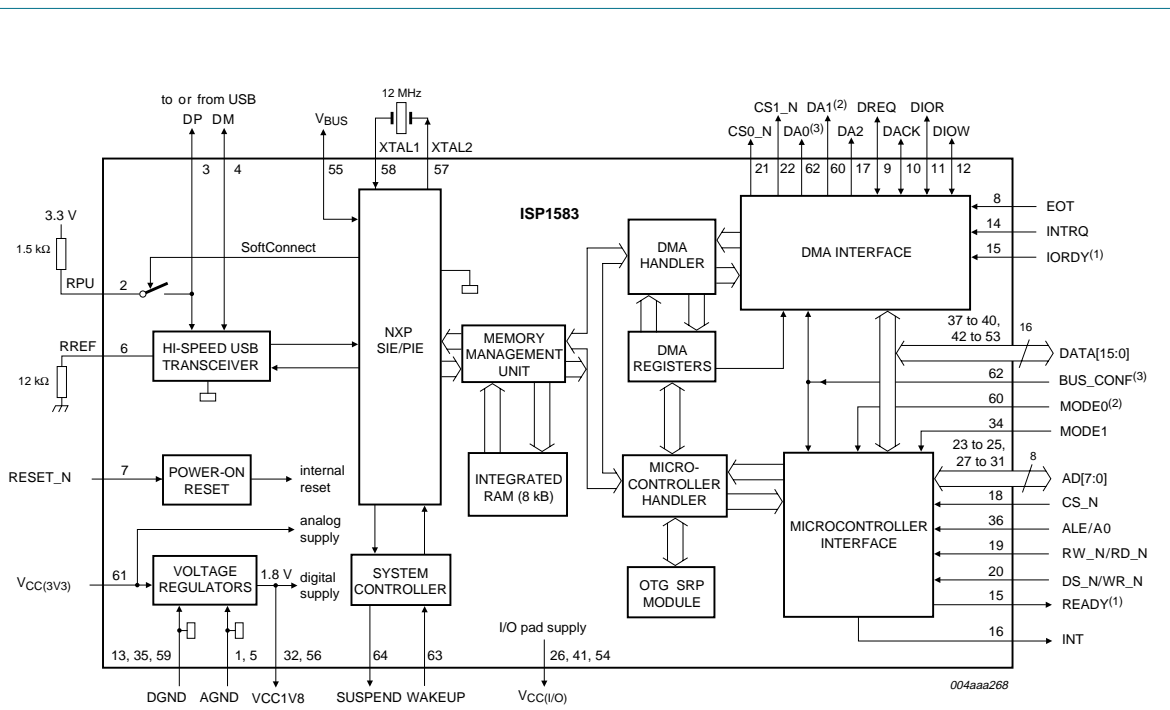 to or from USB
DP DM
VBUS
12 MHz
XTAL1 XTAL2
CS1_N DA1(2) DREQ DIOR
CS0_N DA0(3) DA2 DACK DIOW
3 4 55 58 57
21 22 62 60 17 9 10 11 12
ISP1583
8 EOT
14 INTRQ
15 IORDY(1)
3.3 V
1.5 kΩ
SoftConnect
RPU 2
DMA
HANDLER
DMA INTERFACE
RREF 6
12 kΩ
HI-SPEED USB
TRANSCEIVER
NXP
SIE/PIE
MEMORY
MANAGEMENT
UNIT
DMA
REGISTERS
37 to 40,
42 to 53
16
DATA[15:0]
62 BUS_CONF(3)
60 MODE0(2)
34 MODE1
23 to 25,
27 to 31
8
AD[7:0]
RESET_N 7
POWER-ON
RESET
internal
reset
INTEGRATED
RAM (8 kB)
MICRO-
CONTROLLER
HANDLER
MICROCONTROLLER
INTERFACE
18 CS_N
36 ALE/A0
19 RW_N/RD_N
20 DS_N/WR_N
15 READY(1)
16 INT
analog
supply
VCC(3V3) 61
VOLTAGE
REGULATORS
1.8 V
digital
supply
SYSTEM
CONTROLLER
OTG SRP
MODULE
I/O pad supply
13, 35, 59 1, 5 32, 56 64 63 26, 41, 54
DGND AGND VCC1V8 SUSPEND WAKEUP VCC(I/O)
004aaa268